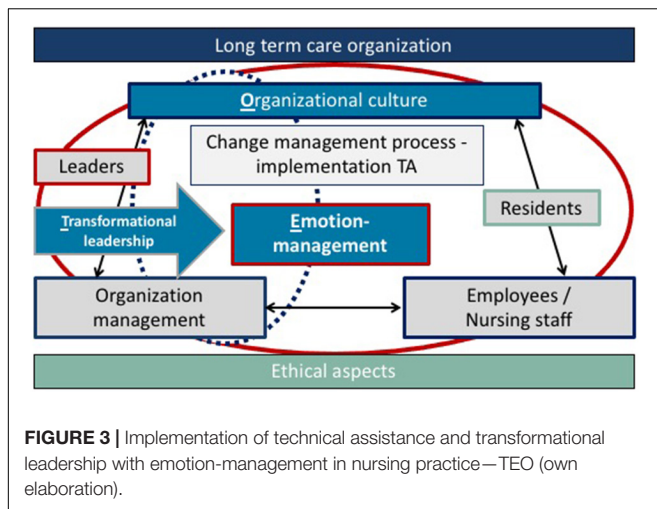 Long term care organization
Organizational culture
Change management process -
implementation TA
Leaders
Transformational
leadership
Emotion-
management
Residents
Organization
management
Employees /
Nursing staff
Ethical aspects
FIGURE 3 | Implementation of technical assistance and transformational
leadership with emotion-management in nursing practice—TEO (own
elaboration).